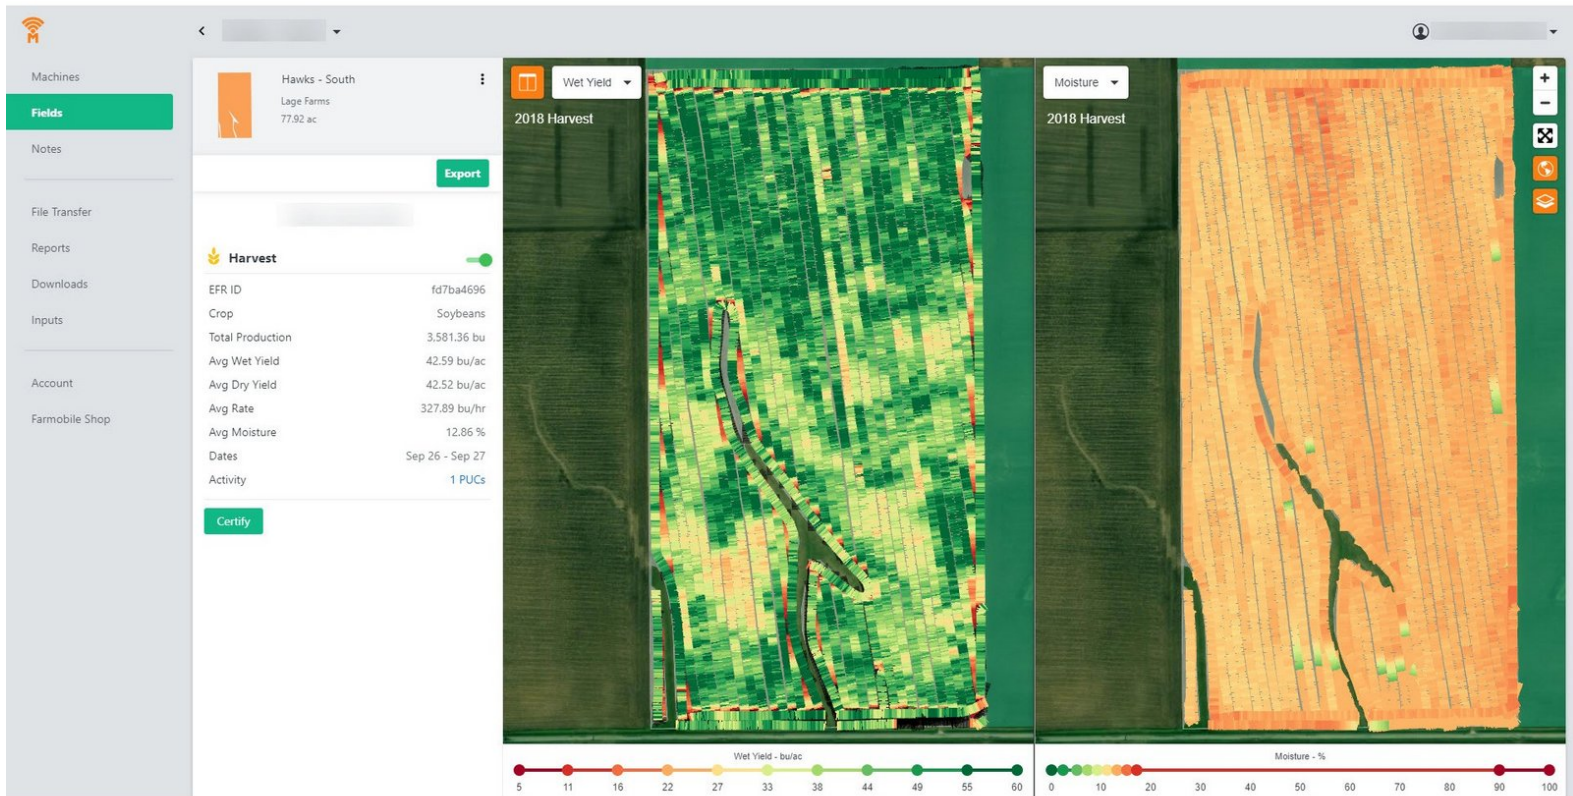 Machines
Fields
Notes
File Transfer
Reports
Downloads
Inputs
Account
Farmobile Shop
Hawks - South
Lage Farms
77.92 ac
Export
Harvest
EFR ID fd7ba4696
Crop Soybeans
Total Production 3,581.36 bu
Avg Wet Yield 42.59 bu/ac
Avg Dry Yield 42.52 bu/ac
Avg Rate 327.89 bu/hr
Avg Moisture 12.86 %
Dates Sep 26 - Sep 27
Activity 1 PUCs
Certify
Wet Yield
2018 Harvest
Wet Yield - bu/ac
5 11 16 22 27 33 38 44 49 55 60
Moisture
2018 Harvest
+
−
Moisture - %
0 10 20 30 40 50 60 70 80 90 100